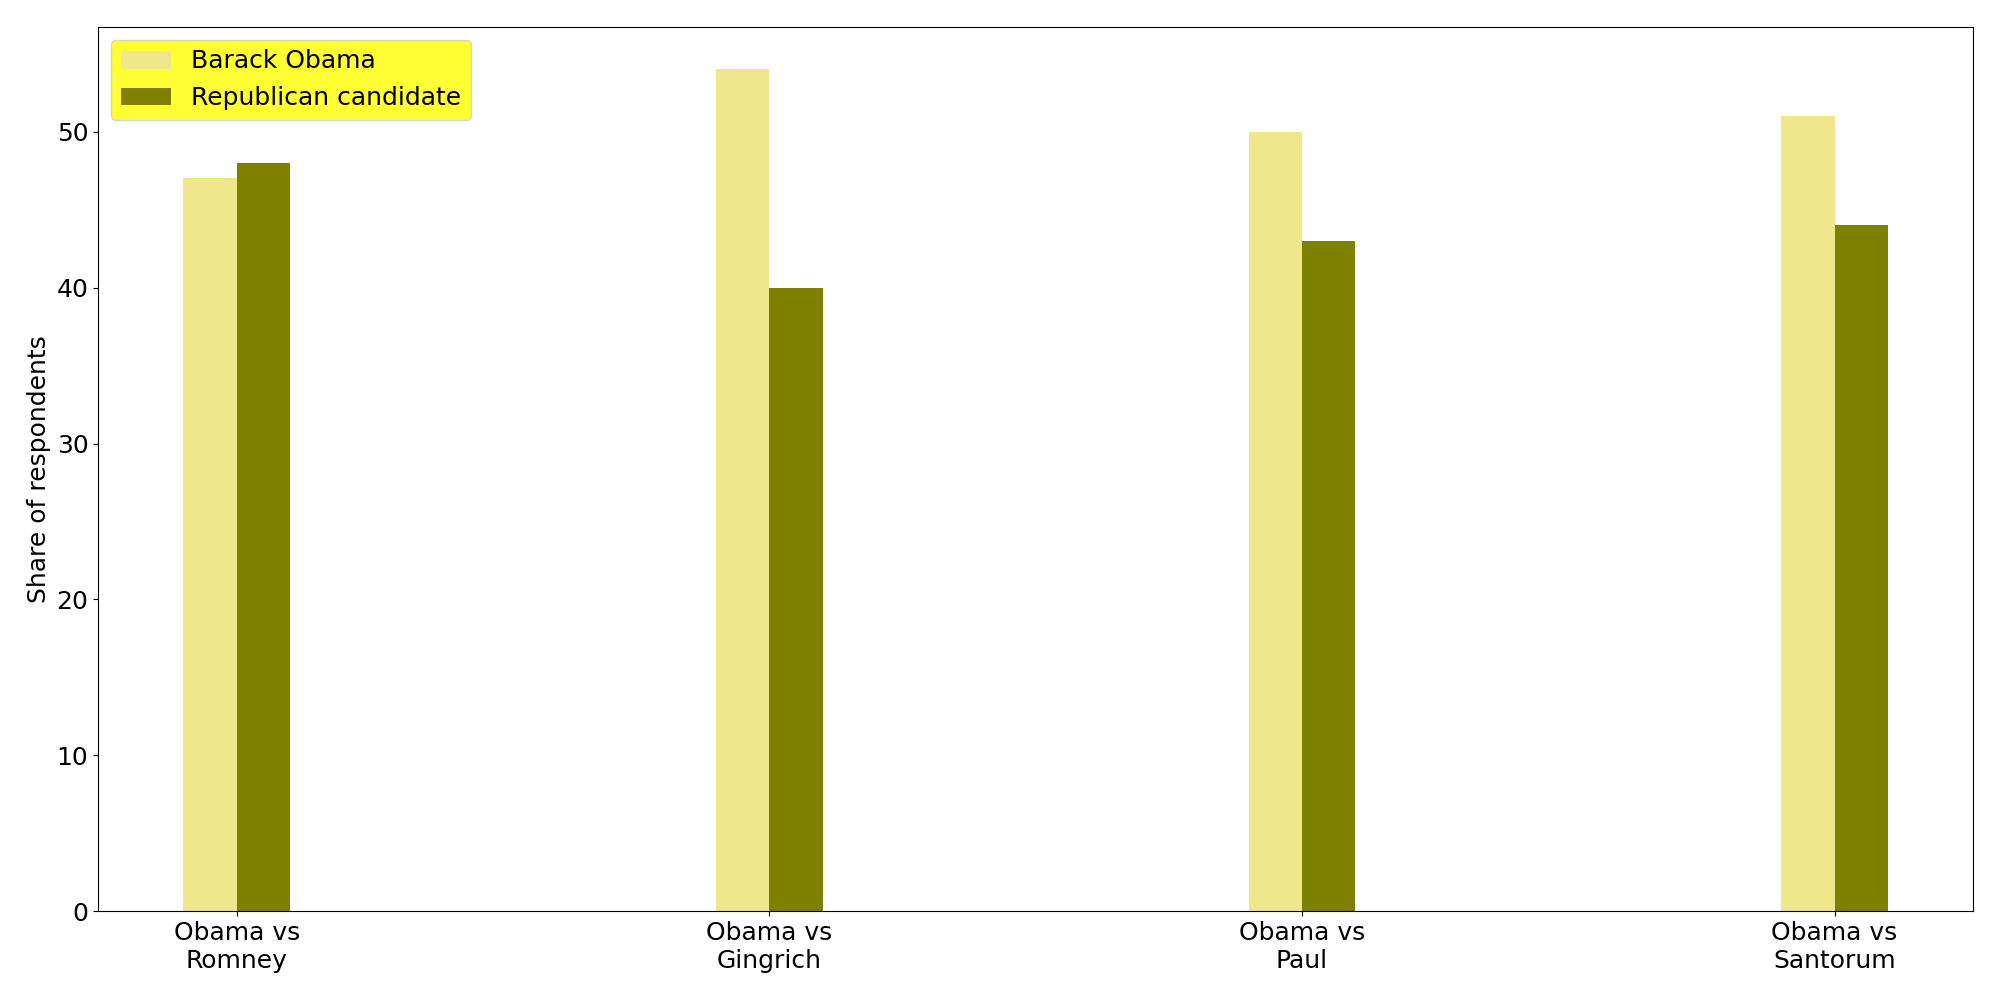 Barack Obama
Republican candidate
Share of respondents
50
40
30
20
10
0
Obama vs
Romney
Obama vs
Gingrich
Obama vs
Paul
Obama vs
Santorum